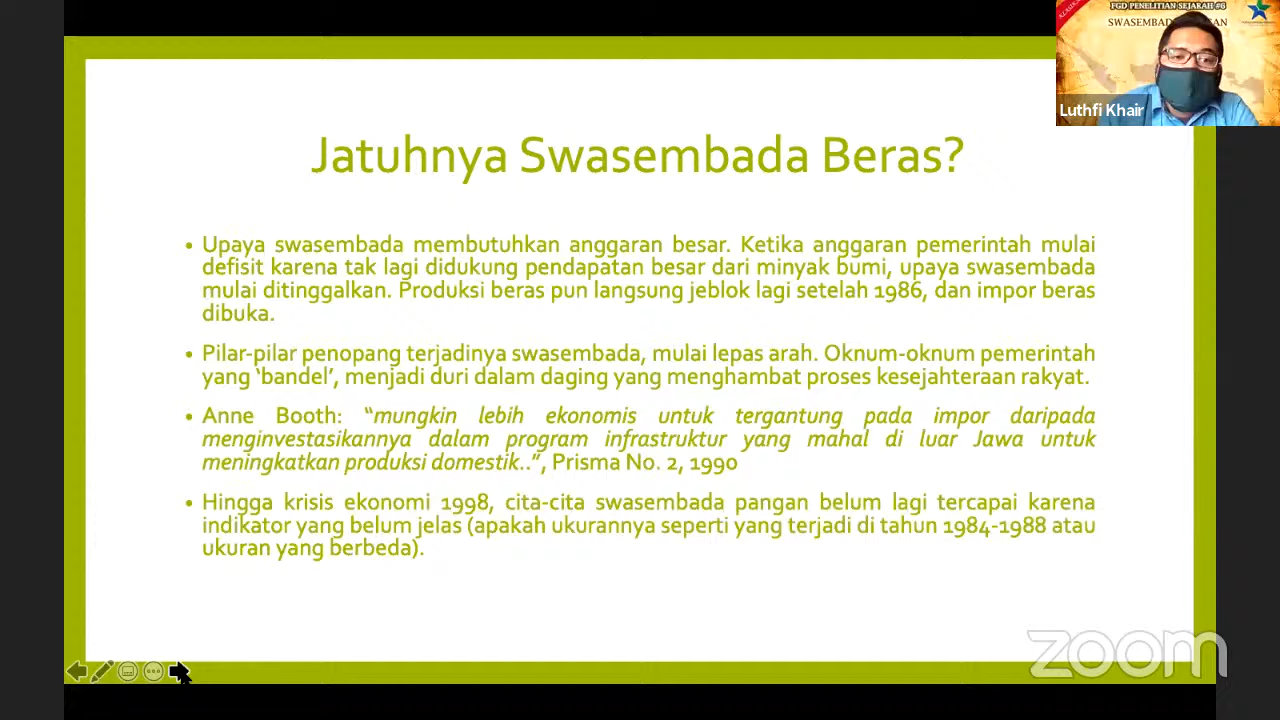 FGD PENELITIAN SEJARAH #6
Luthfi Khair
Jatuhnya Swasembada Beras?
• Upaya swasembada membutuhkan anggaran besar. Ketika anggaran pemerintah mulai
defisit karena tak lagi didukung pendapatan besar dari minyak bumi, upaya swasembada
mulai ditinggalkan. Produksi beras pun langsung jeblok lagi setelah 1986, dan impor beras
dibuka.
• Pilar-pilar penopang terjadinya swasembada, mulai lepas arah. Oknum-oknum pemerintah
yang ‘bandel’, menjadi duri dalam daging yang menghambat proses kesejahteraan rakyat.
• Anne Booth: “mungkin lebih ekonomis untuk tergantung pada impor daripada
menginvestasikannya dalam program infrastruktur yang mahal di luar Jawa untuk
meningkatkan produksi domestik..”, Prisma No. 2, 1990
• Hingga krisis ekonomi 1998, cita-cita swasembada pangan belum lagi tercapai karena
indikator yang belum jelas (apakah ukurannya seperti yang terjadi di tahun 1984-1988 atau
ukuran yang berbeda).
zoom